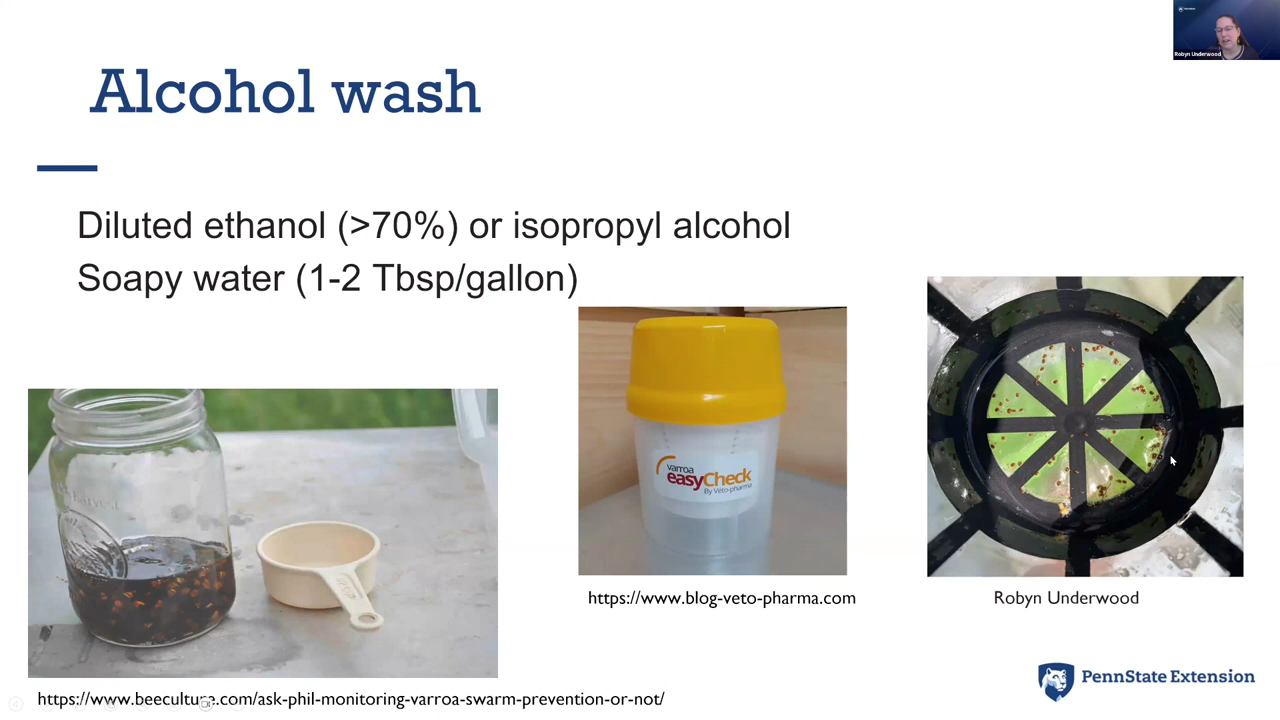 Robyn Underwood
Alcohol wash
Diluted ethanol (>70%) or isopropyl alcohol
Soapy water (1-2 Tbsp/gallon)
varroa
easyCheck
By Véto-pharma
https://www.blog-veto-pharma.com
Robyn Underwood
PennState Extension
https://www.beeculture.com/ask-phil-monitoring-varroa-swarm-prevention-or-not/